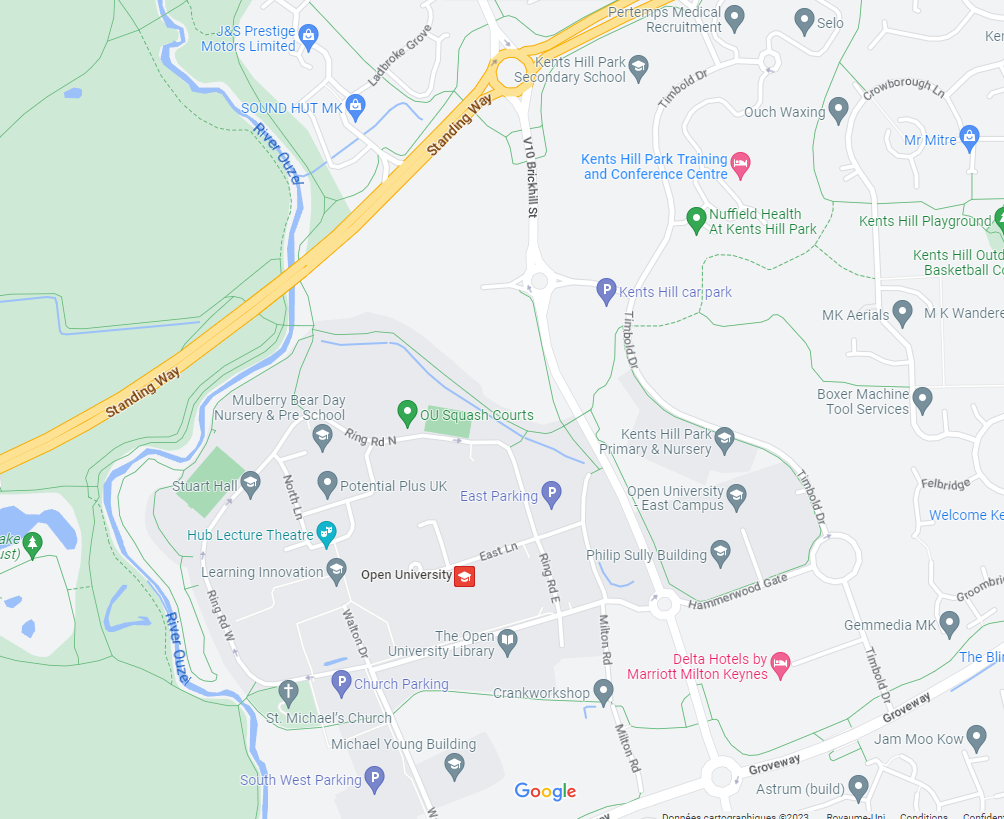 Pertemps Medical
Recruitment
Selo
J&S Prestige
Motors Limited
Ladbroke Grove
Kents Hill Park
Secondary School
Timbold Dr
Crowborough Ln
SOUND HUT MK
Standing Way
Ouch Waxing
Mr Mitre
River Ouzel
V10 Brickhill St
Kents Hill Park Training
and Conference Centre
Nuffield Health
At Kents Hill Park
Kents Hill Playground
Kents Hill Outd
Basketball Co
Kents Hill car park
MK Aerials
M K Wandere
Timbold Dr
Standing Way
Mulberry Bear Day
Nursery & Pre School
OU Squash Courts
Boxer Machine
Tool Services
Ring Rd N
Kents Hill Park
Primary & Nursery
Stuart Hall
North Ln
Potential Plus UK
East Parking
Open University
- East Campus
Timbold Dr
Felbridge
Welcome Ke
Hub Lecture Theatre
ake
ust)
East Ln
Philip Sully Building
Learning Innovation
Open University
Ring Rd E
Hammerwood Gate
Groombri
Ring Rd W
Walton Dr
River Ouzel
The Open
University Library
Milton Rd
Gemmedia MK
Delta Hotels by
Marriott Milton Keynes
The Blin
Timbold Dr
Church Parking
Crankworkshop
St. Michael's Church
Groveway
Michael Young Building
Milton Rd
Jam Moo Kow
Groveway
South West Parking
Google
Astrum (build)
Données cartographiques ©2023
Royaume-Uni
Conditions
Confiden